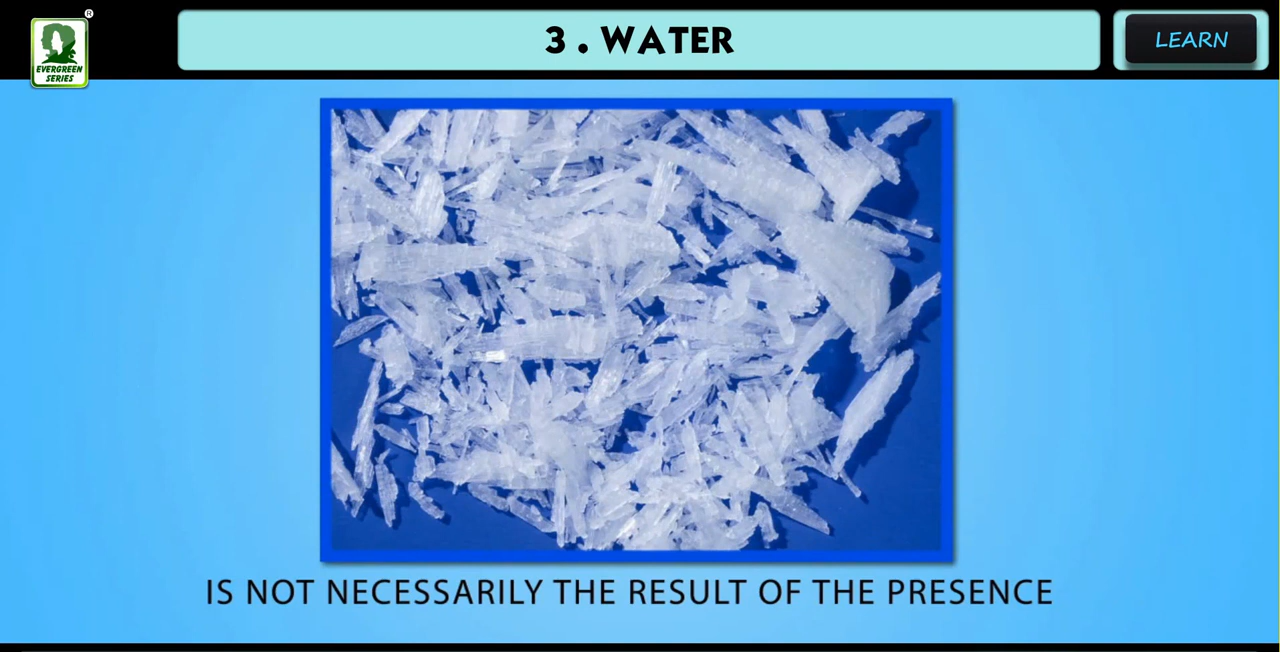 ®
EVERGREEN
SERIES
3 . WATER
LEARN
IS NOT NECESSARILY THE RESULT OF THE PRESENCE